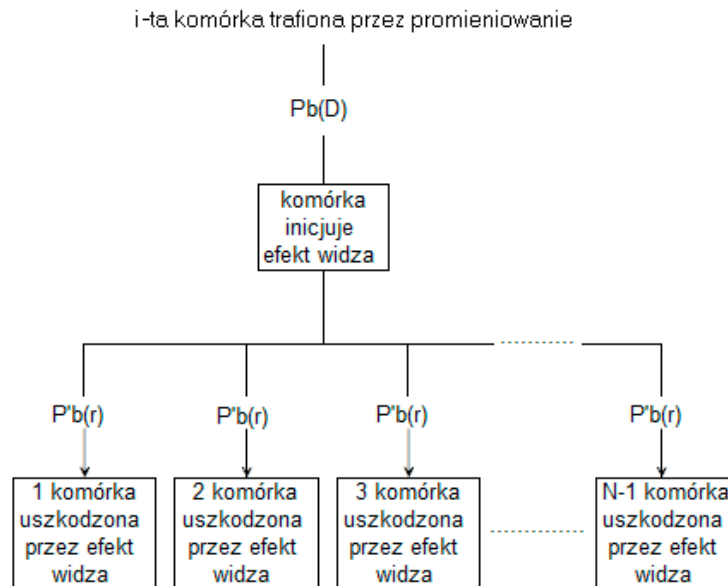 i-ta komórka trafiona przez promieniowanie
Pb(D)
komórka
inicjuje
efekt widza
P'b(r)
P'b(r)
P'b(r)
P'b(r)
1 komórka
uszkodzona
przez efekt
widza
2 komórka
uszkodzona
przez efekt
widza
3 komórka
uszkodzona
przez efekt
widza
N-1 komórka
uszkodzona
przez efekt
widza